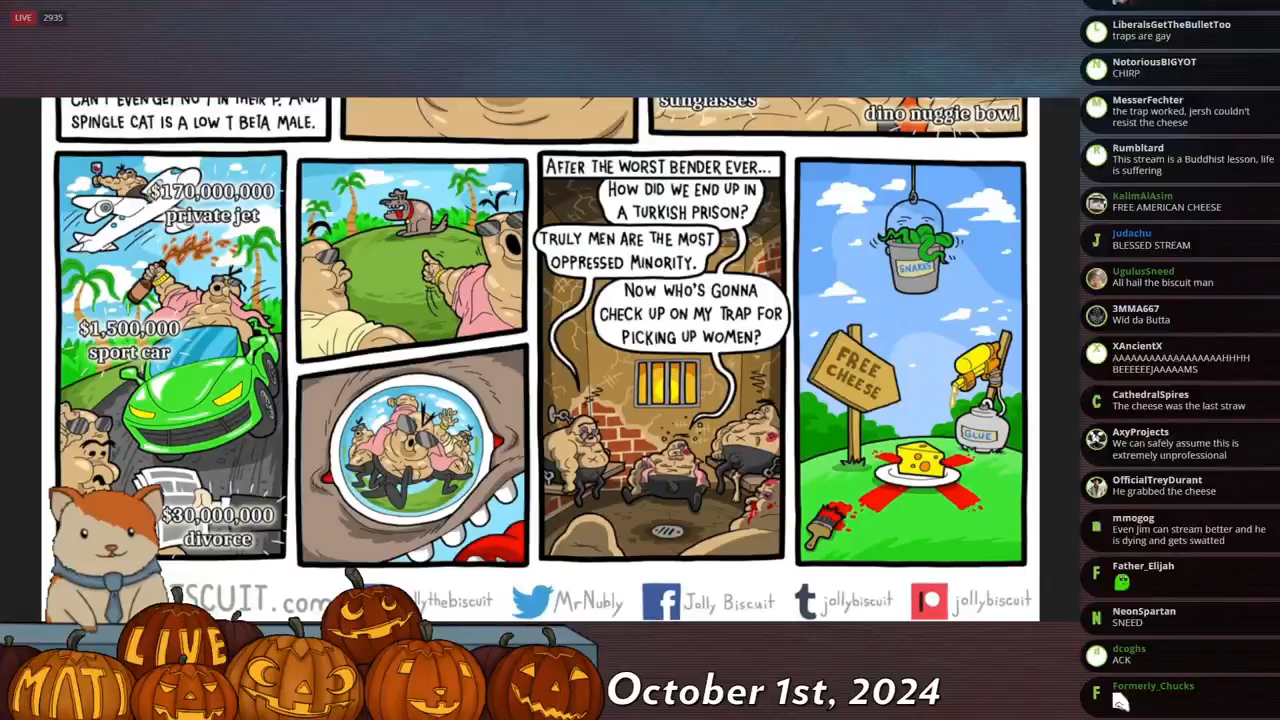 LIVE 2935
CAN'T EVEN GET NO T IN THEIR P. AND
SPINGLE CAT IS A LOW T BETA MALE.
sunglasses
dino nuggie bowl
$170,000,000
private jet
$1,500,000
sport car
$30,000,000
divorce
AFTER THE WORST BENDER EVER...
HOW DID WE END UP IN
A TURKISH PRISON?
TRULY MEN ARE THE MOST
OPPRESSED MINORITY.
NOW WHO'S GONNA
CHECK UP ON MY TRAP FOR
PICKING UP WOMEN?
SNAKES
FREE
CHEESE
GLUE
BISCUIT.com
llythebiscuit
MrNubly
Jolly Biscuit
jollybiscuit
jollybiscuit
LIVE
MATI
October 1st, 2024
LiberalsGetTheBulletToo
traps are gay
NotoriousBIGYOT
CHIRP
MesserFechter
the trap worked, jersh couldn't
resist the cheese
Rumbltard
This stream is a Buddhist lesson, life
is suffering
KalimAlAsim
FREE AMERICAN CHEESE
Judachu
BLESSED STREAM
UgulusSneed
All hail the biscuit man
3MMA667
Wid da Butta
XAncientX
AAAAAAAAAAAAAAAAAHHHH
BEEEEEEJAAAAAMS
CathedralSpires
The cheese was the last straw
AxyProjects
We can safely assume this is
extremely unprofessional
OfficialTreyDurant
He grabbed the cheese
mmogog
Even Jim can stream better and he
is dying and gets swatted
Father_Elijah
NeonSpartan
SNEED
dcoghs
ACK
Formerly_Chucks